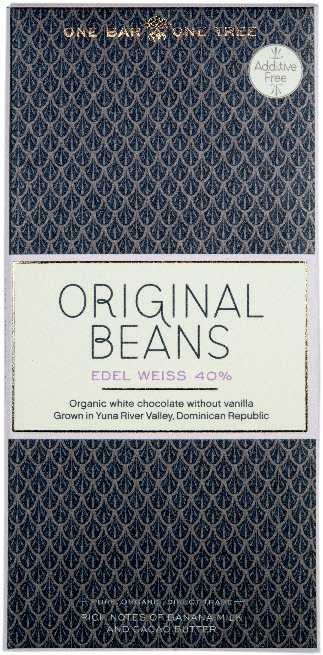 ONE BAR ONE TREE
Additive
Free
ORIGINAL
BEANS
EDEL WEISS 40%
Organic white chocolate without vanilla
Grown in Yuna River Valley, Dominican Republic
PURE, ORGANIC, DIRECT TRADE
RICH NOTES OF BANANA MILK
AND CACAO BUTTER